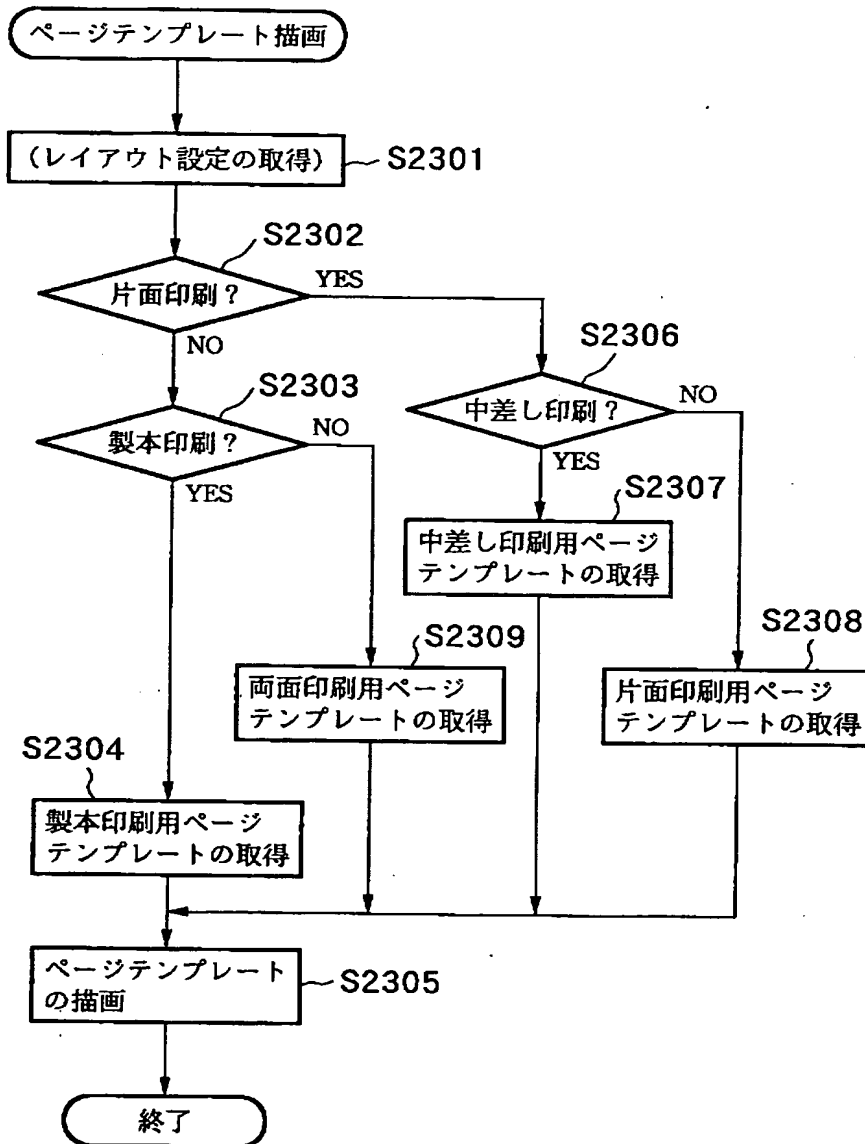 ページテンプレート描画
(レイアウト設定の取得)
S2301
S2302
片面印刷?
YES
NO
S2306
中差し印刷?
NO
YES
S2303
製本印刷?
NO
YES
S2307
中差し印刷用ページ
テンプレートの取得
S2308
片面印刷用ページ
テンプレートの取得
S2309
両面印刷用ページ
テンプレートの取得
S2304
製本印刷用ページ
テンプレートの取得
ページテンプレート
の描画
S2305
終了